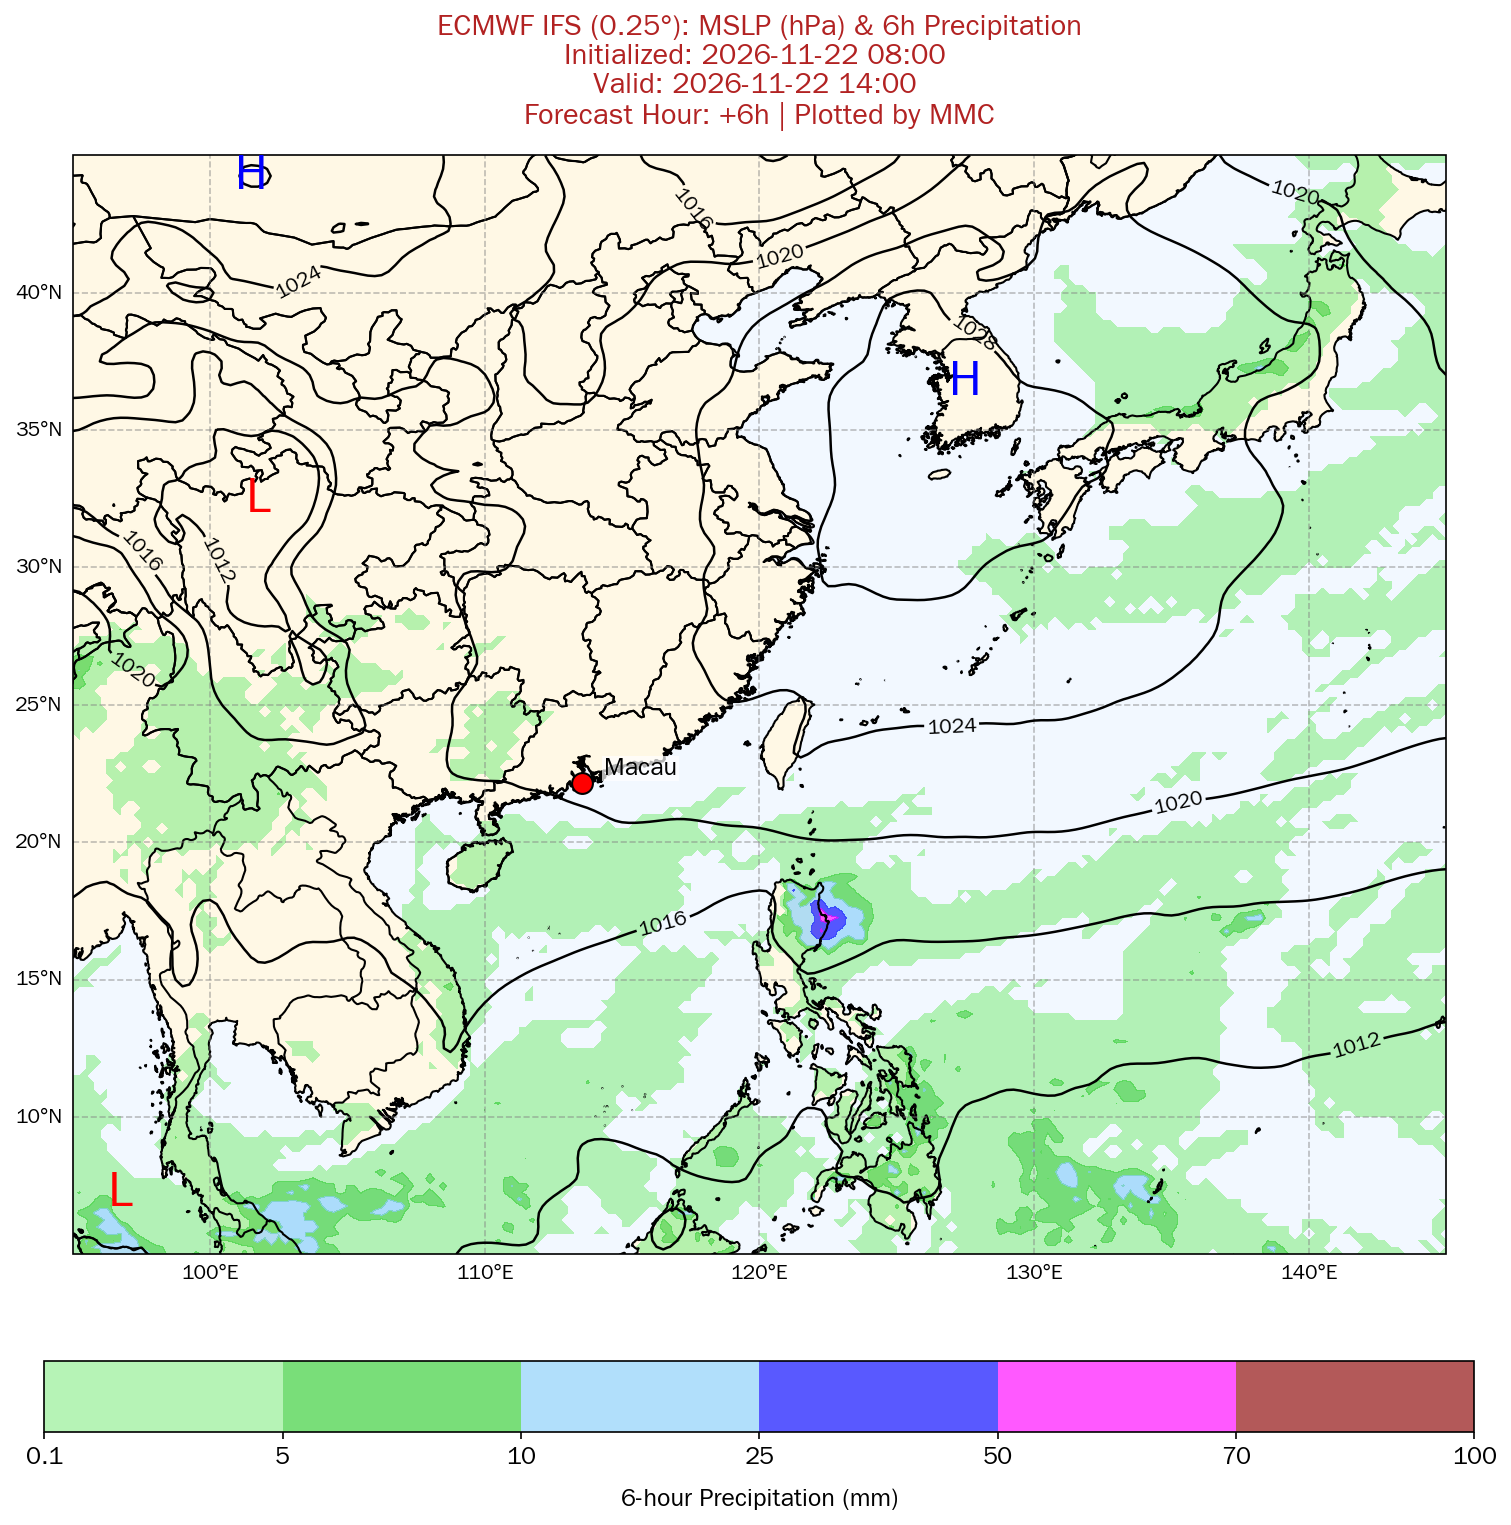 ECMWF IFS (0.25°): MSLP (hPa) & 6h Precipitation
Initialized: 2026-11-22 08:00
Valid: 2026-11-22 14:00
Forecast Hour: +6h | Plotted by MMC
H
1020
1016
1020
1024
40°N
1028
H
35°N
L
1016
1012
30°N
1020
25°N
1024
Macau
1020
20°N
1016
15°N
1012
10°N
L
100°E 110°E 120°E 130°E 140°E
0.1 5 10 25 50 70 100
6-hour Precipitation (mm)